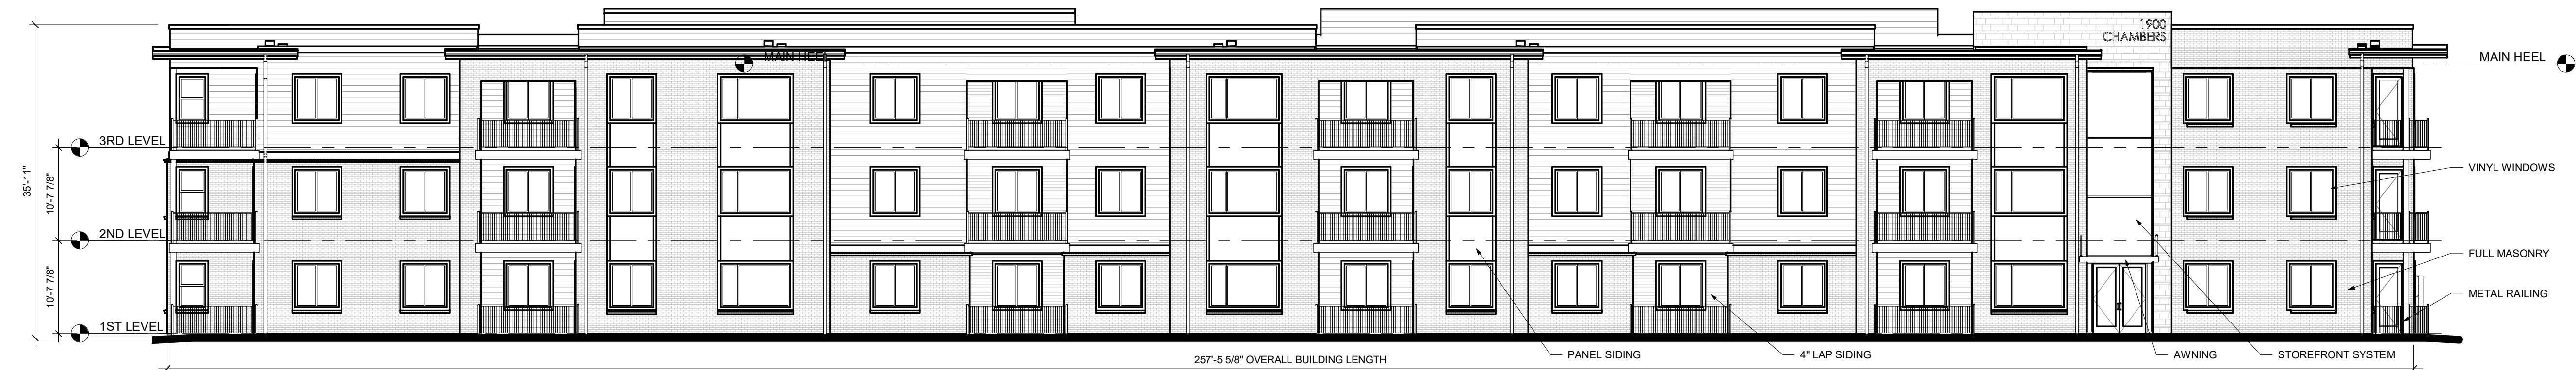 1900
CHAMBERS
MAIN HEEL
MAIN HEEL
35'-11"
3RD LEVEL
10'-7 7/8"
VINYL WINDOWS
2ND LEVEL
FULL MASONRY
10'-7 7/8"
METAL RAILING
1ST LEVEL
257'-5 5/8" OVERALL BUILDING LENGTH
PANEL SIDING
4" LAP SIDING
AWNING
STOREFRONT SYSTEM